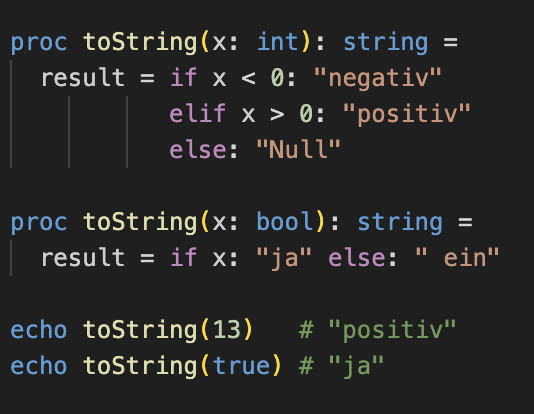 proc toString(x: int): string =
  result = if x < 0: "negativ"
           elif x > 0: "positiv"
           else: "Null"

proc toString(x: bool): string =
  result = if x: "ja" else: " ein"

echo toString(13)   # "positiv"
echo toString(true) # "ja"